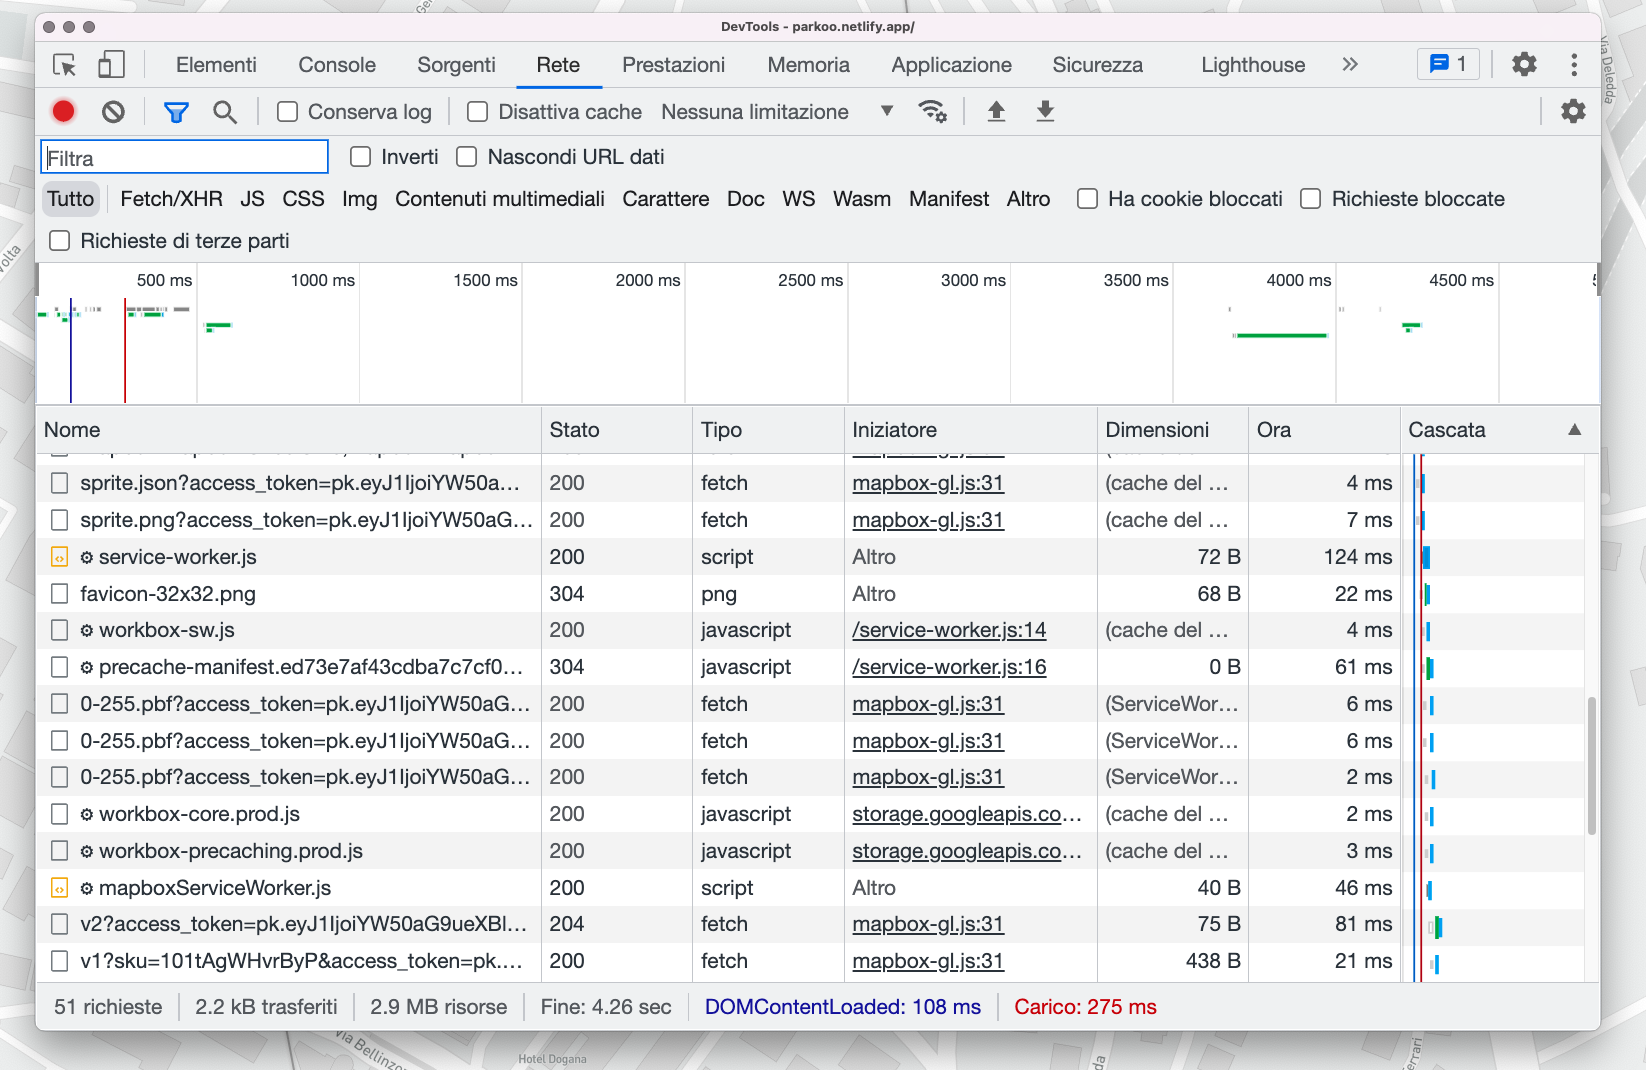 DevTools - parkoo.netlify.app/
Elementi Console Sorgenti Rete Prestazioni Memoria Applicazione Sicurezza Lighthouse 1
Conserva log Disattiva cache Nessuna limitazione
Filtra Inverti Nascondi URL dati
Tutto Fetch/XHR JS CSS Img Contenuti multimediali Carattere Doc WS Wasm Manifest Altro Ha cookie bloccati Richieste bloccate
Richieste di terze parti
500 ms 1000 ms 1500 ms 2000 ms 2500 ms 3000 ms 3500 ms 4000 ms 4500 ms
Nome Stato Tipo Iniziatore Dimensioni Ora Cascata
sprite.json?access_token=pk.eyJ1IjoiYW50a... 200 fetch mapbox-gl.js:31 (cache del ... 4 ms
sprite.png?access_token=pk.eyJ1IjoiYW50aG... 200 fetch mapbox-gl.js:31 (cache del ... 7 ms
service-worker.js 200 script Altro 72 B 124 ms
favicon-32x32.png 304 png Altro 68 B 22 ms
workbox-sw.js 200 javascript /service-worker.js:14 (cache del ... 4 ms
precache-manifest.ed73e7af43cdba7c7cf0... 304 javascript /service-worker.js:16 0 B 61 ms
0-255.pbf?access_token=pk.eyJ1IjoiYW50aG... 200 fetch mapbox-gl.js:31 (ServiceWor... 6 ms
0-255.pbf?access_token=pk.eyJ1IjoiYW50aG... 200 fetch mapbox-gl.js:31 (ServiceWor... 6 ms
0-255.pbf?access_token=pk.eyJ1IjoiYW50aG... 200 fetch mapbox-gl.js:31 (ServiceWor... 2 ms
workbox-core.prod.js 200 javascript storage.googleapis.co... (cache del ... 2 ms
workbox-precaching.prod.js 200 javascript storage.googleapis.co... (cache del ... 3 ms
mapboxServiceWorker.js 200 script Altro 40 B 46 ms
v2?access_token=pk.eyJ1IjoiYW50aG9ueXBl... 204 fetch mapbox-gl.js:31 75 B 81 ms
v1?sku=101tAgWHvrByP&access_token=pk.... 200 fetch mapbox-gl.js:31 438 B 21 ms
51 richieste 2.2 kB trasferiti 2.9 MB risorse Fine: 4.26 sec DOMContentLoaded: 108 ms Carico: 275 ms
Via Deledda
Hotel Dogana